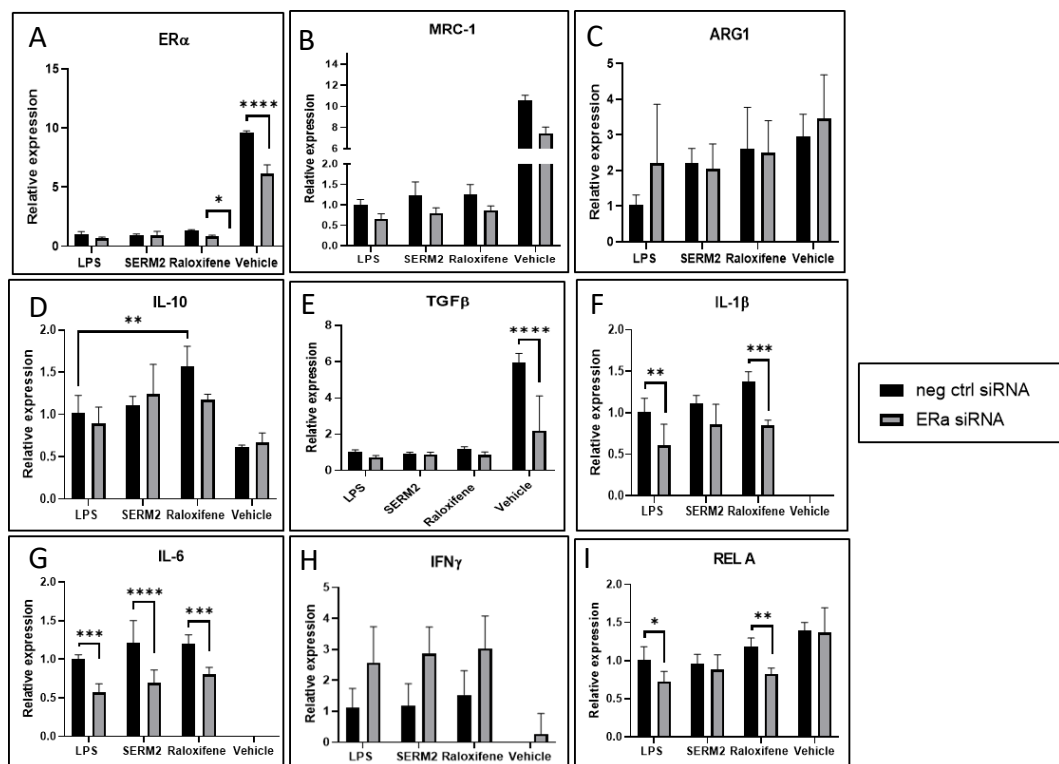 A
ERα
Relative expression
15
10
5
0
****
*
LPS SERM2 Raloxifene Vehicle
B
MRC-1
Relative expression
Relative expression
14
12
10
8
6
2.0
1.5
1.0
0.5
0.0
LPS SERM2 Raloxifene Vehicle
C
ARG1
Relative expression
5
4
3
2
1
0
LPS SERM2 Raloxifene Vehicle
D
IL-10
Relative expression
2.0
1.5
1.0
0.5
0.0
**
LPS SERM2 Raloxifene Vehicle
E
TGFβ
Relative expression
8
6
4
2
0
****
LPS SERM2 Raloxifene Vehicle
F
IL-1β
Relative expression
2.0
1.5
1.0
0.5
0.0
**
***
LPS SERM2 Raloxifene Vehicle
neg ctrl siRNA
ERa siRNA
G
IL-6
Relative expression
2.0
1.5
1.0
0.5
0.0
***
****
***
LPS SERM2 Raloxifene Vehicle
H
IFNγ
Relative expression
5
4
3
2
1
0
LPS SERM2 Raloxifene Vehicle
I
REL A
Relative expression
2.0
1.5
1.0
0.5
0.0
*
**
LPS SERM2 Raloxifene Vehicle